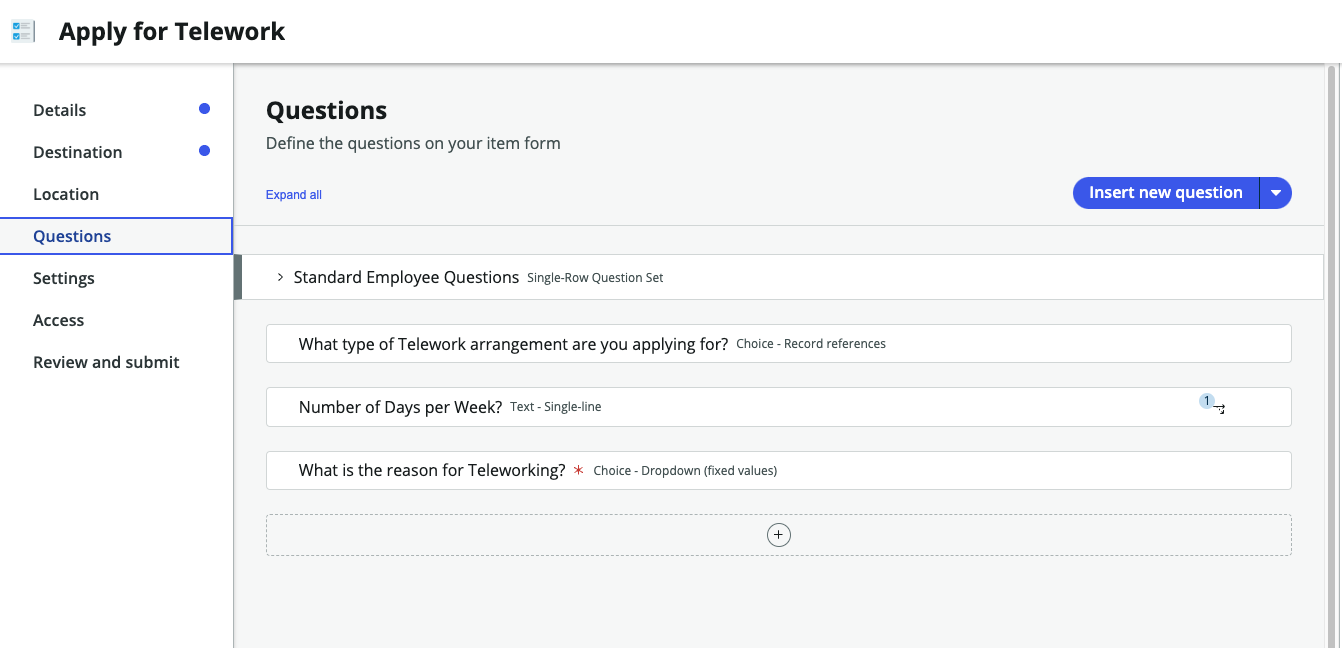 Apply for Telework
Details
Destination
Location
Questions
Settings
Access
Review and submit
Questions
Define the questions on your item form
Expand all
Insert new question
Standard Employee Questions Single-Row Question Set
What type of Telework arrangement are you applying for? Choice - Record references
Number of Days per Week? Text - Single-line 1
What is the reason for Teleworking? * Choice - Dropdown (fixed values)